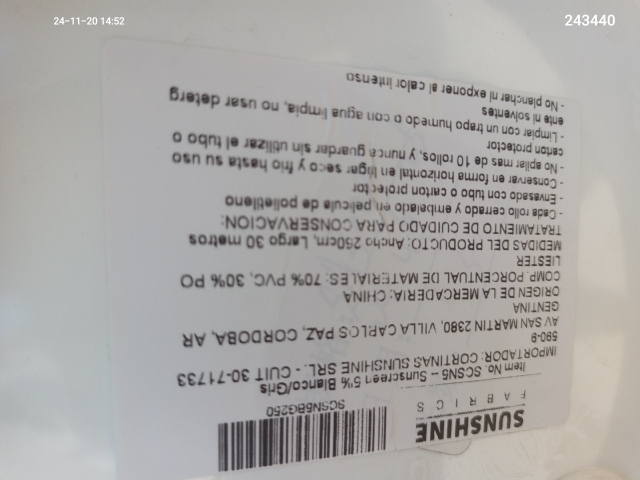 24-11-20 14:52
243440
SUNSHINE
FABRICS
SCSN5BG250
Item No. SCSN5 – Sunscreen 5% Blanco/Gris
IMPORTADOR: CORTINAS SUNSHINE SRL. - CUIT 30-71733
590-9
AV SAN MARTIN 2380, VILLA CARLOS PAZ, CORDOBA, AR
GENTINA
ORIGEN DE LA MERCADERIA: CHINA
COMP. PORCENTUAL DE MATERIALES: 70% PVC, 30% PO
LIESTER
MEDIDAS DEL PRODUCTO: Ancho 250cm, Largo 30 metros
TRATAMIENTO DE CUIDADO PARA CONSERVACION:
- Cada rollo cerrado y embalado en pelicula de polietileno
- Envasado con carton o tubo protector
- Conservar en forma horizontal en lugar seco y frio hasta su uso
- No apilar mas de 10 rollos, y nunca guardar sin utilizar el tubo o
carton protector
- Limpiar con un trapo humedo o con agua limpia, no usar deterg
ente ni solventes
- No planchar ni exponer al calor intenso